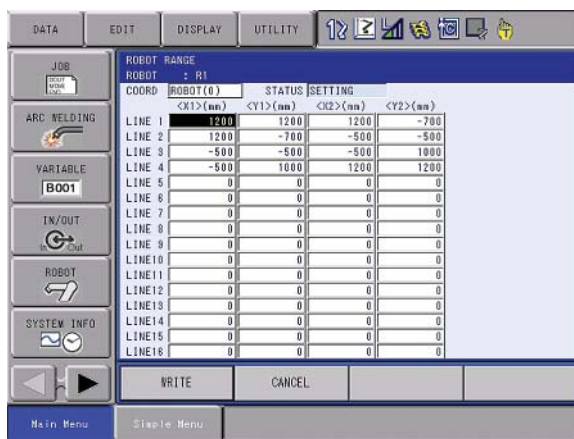 DATA EDIT DISPLAY UTILITY
JOB
ARC WELDING
VARIABLE
B001
IN/OUT
In Out
ROBOT
SYSTEM INFO
ROBOT RANGE
ROBOT : R1
COORD ROBOT(0) STATUS SETTING
<X1>(mm) <Y1>(mm) <X2>(mm) <Y2>(mm)
LINE 1 1200 1200 1200 -700
LINE 2 1200 -700 -500 -500
LINE 3 -500 -500 -500 1000
LINE 4 -500 1000 1200 1200
LINE 5 0 0 0 0
LINE 6 0 0 0 0
LINE 7 0 0 0 0
LINE 8 0 0 0 0
LINE 9 0 0 0 0
LINE10 0 0 0 0
LINE11 0 0 0 0
LINE12 0 0 0 0
LINE13 0 0 0 0
LINE14 0 0 0 0
LINE15 0 0 0 0
LINE16 0 0 0 0
WRITE CANCEL
Main Menu Simple Menu